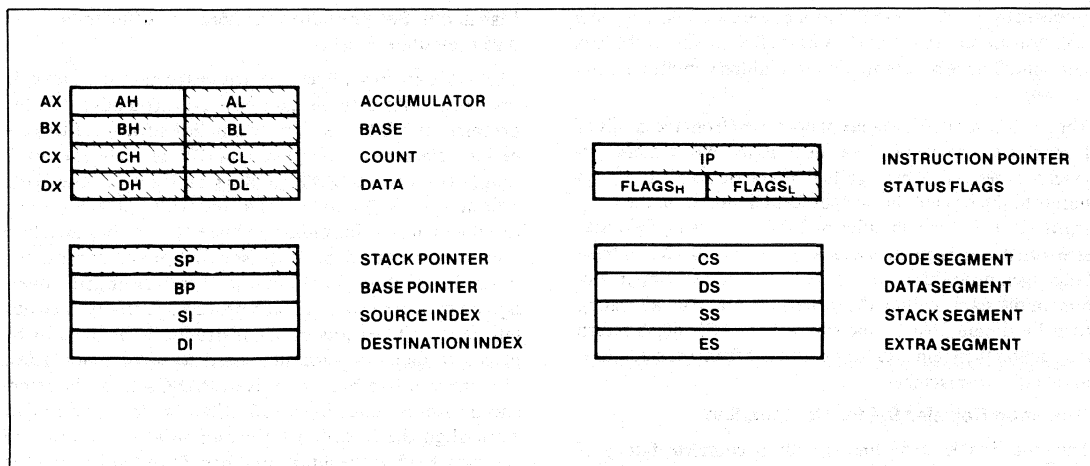 AX AH AL ACCUMULATOR
BX BH BL BASE
CX CH CL COUNT
DX DH DL DATA
IP INSTRUCTION POINTER
FLAGSH FLAGSL STATUS FLAGS
SP STACK POINTER
BP BASE POINTER
SI SOURCE INDEX
DI DESTINATION INDEX
CS CODE SEGMENT
DS DATA SEGMENT
SS STACK SEGMENT
ES EXTRA SEGMENT